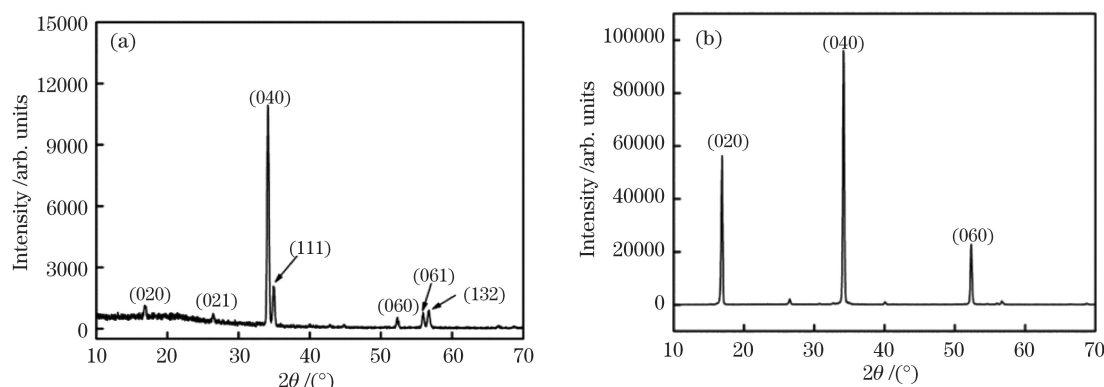 (a)
15000
12000
9000
6000
3000
0
Intensity /arb. units
(020)
(021)
(040)
(111)
(060)
(061)
(132)
10 20 30 40 50 60 70
2θ /(°)
(b)
100000
80000
60000
40000
20000
0
Intensity /arb. units
(020)
(040)
(060)
10 20 30 40 50 60 70
2θ /(°)